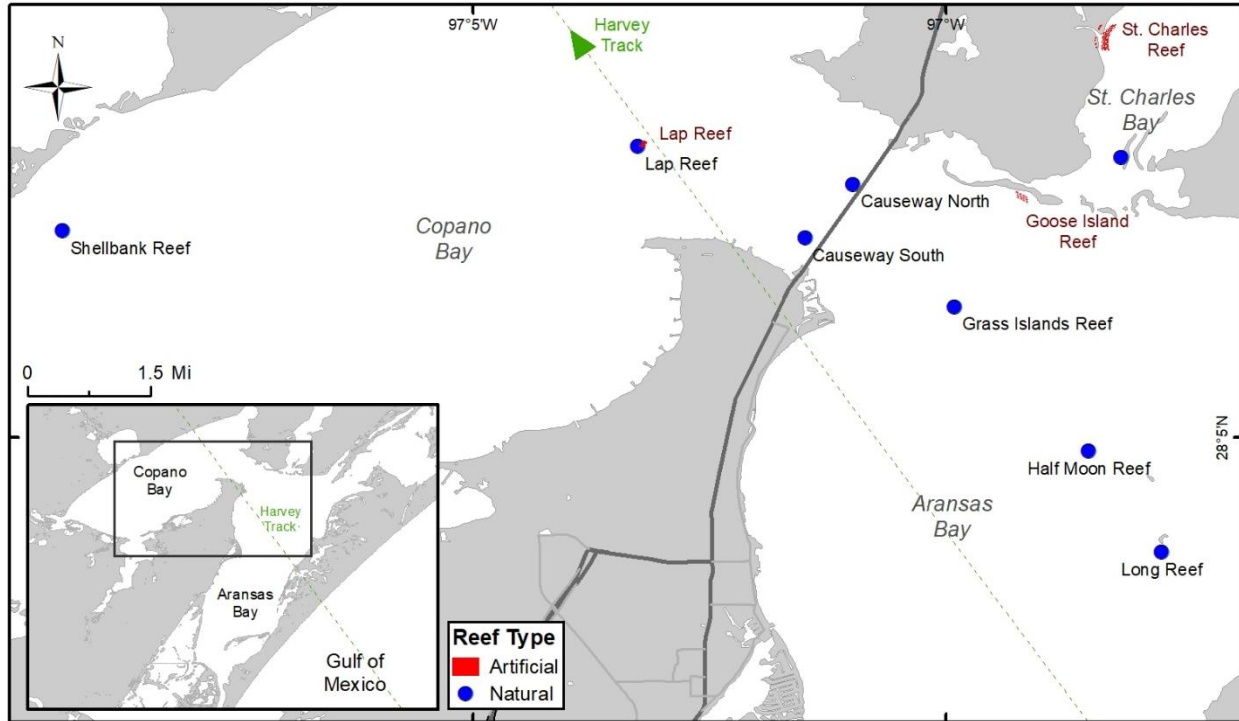 97°5'W
97°W
N
Harvey
Track
St. Charles
Reef
St. Charles
Bay
Lap Reef
Lap Reef
Causeway North
Goose Island
Reef
Copano
Bay
Shellbank Reef
Causeway South
Grass Islands Reef
0
1.5 Mi
28°5'N
Half Moon Reef
Aransas
Bay
Long Reef
Copano
Bay
Harvey
Track
Aransas
Bay
Gulf of
Mexico
Reef Type
Artificial
Natural